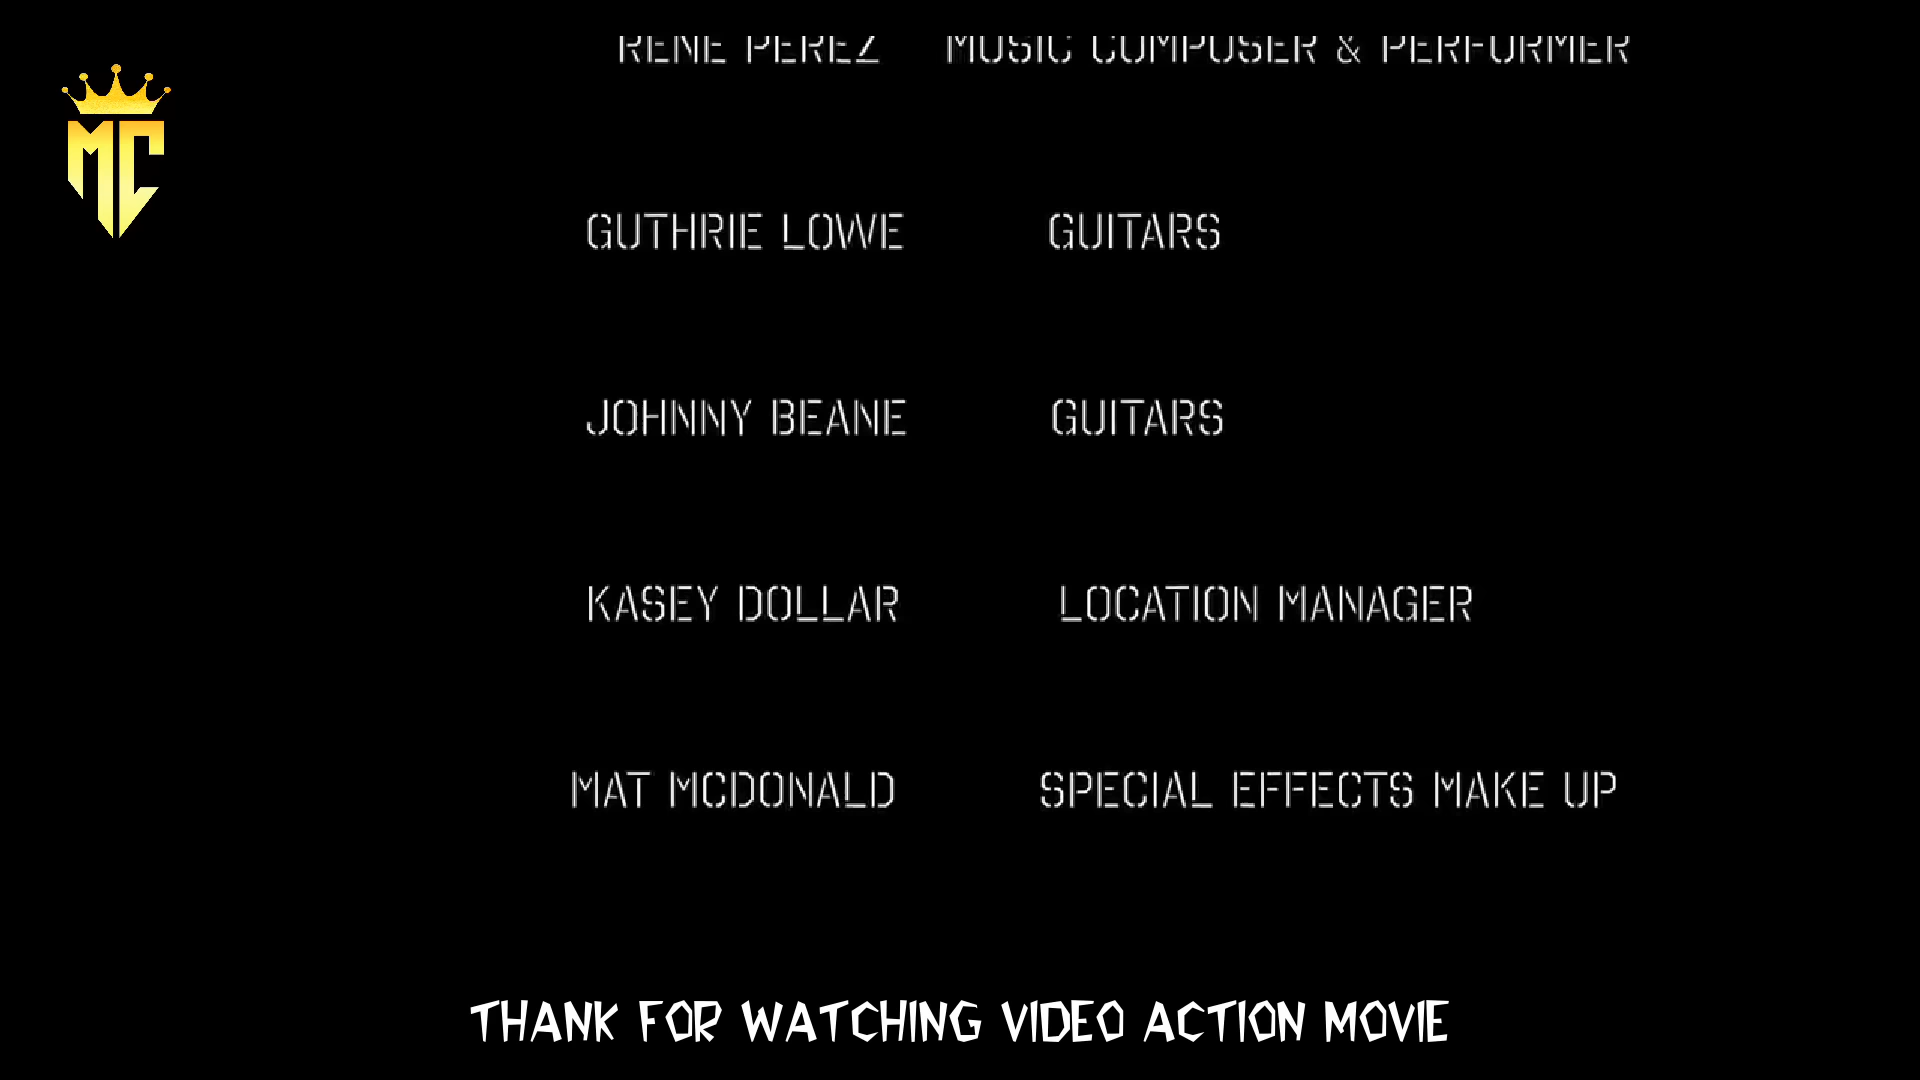 RENE PEREZ MUSIC COMPOSER & PERFORMER
MC
GUTHRIE LOWE GUITARS
JOHNNY BEANE GUITARS
KASEY DOLLAR LOCATION MANAGER
MAT MCDONALD SPECIAL EFFECTS MAKE UP
THANK FOR WATCHING VIDEO ACTION MOVIE